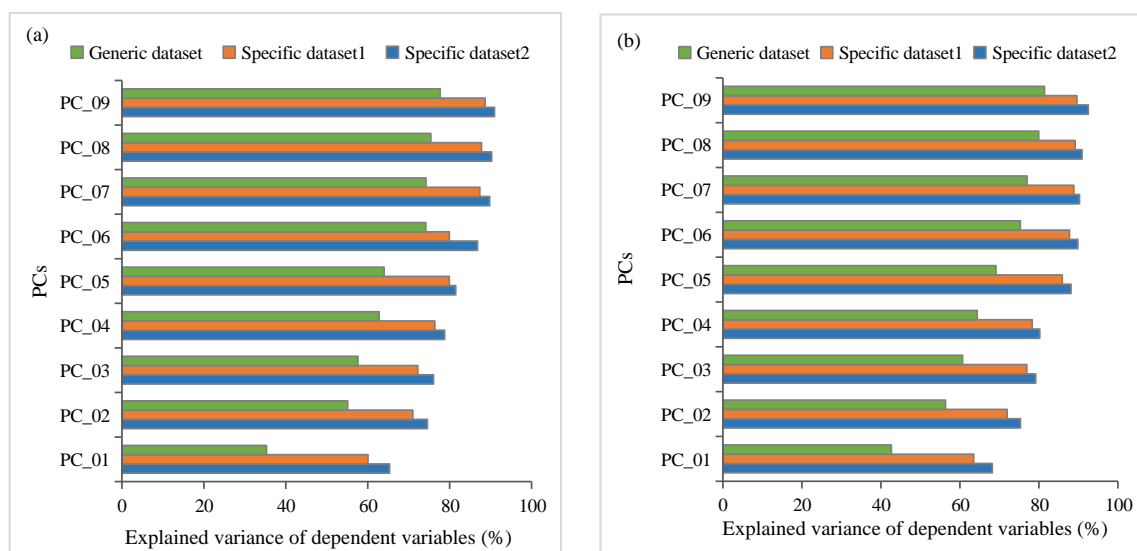 (a)
Generic dataset Specific dataset1 Specific dataset2
PC_09
PC_08
PC_07
PC_06
PC_05
PC_04
PC_03
PC_02
PC_01
PCs
0 20 40 60 80 100
Explained variance of dependent variables (%)
(b)
Generic dataset Specific dataset1 Specific dataset2
PC_09
PC_08
PC_07
PC_06
PC_05
PC_04
PC_03
PC_02
PC_01
PCs
0 20 40 60 80 100
Explained variance of dependent variables (%)